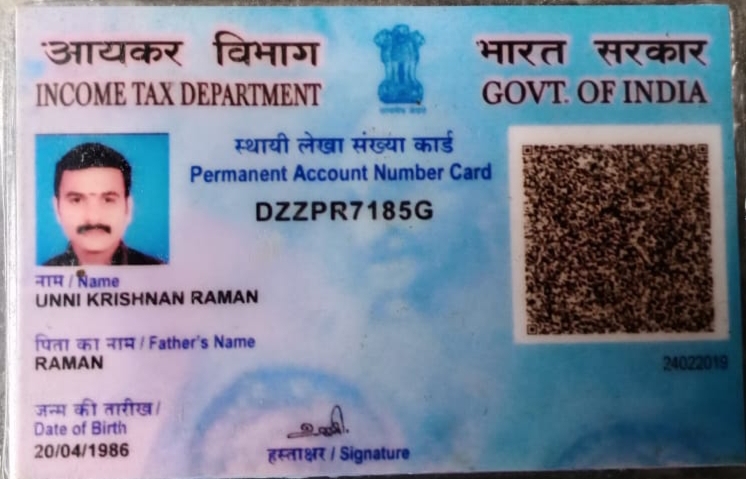 आयकर विभाग
INCOME TAX DEPARTMENT
भारत सरकार
GOVT. OF INDIA
स्थायी लेखा संख्या कार्ड
Permanent Account Number Card
DZZPR7185G
नाम / Name
UNNI KRISHNAN RAMAN
पिता का नाम / Father's Name
RAMAN
24022019
जन्म की तारीख /
Date of Birth
20/04/1986
हस्ताक्षर / Signature